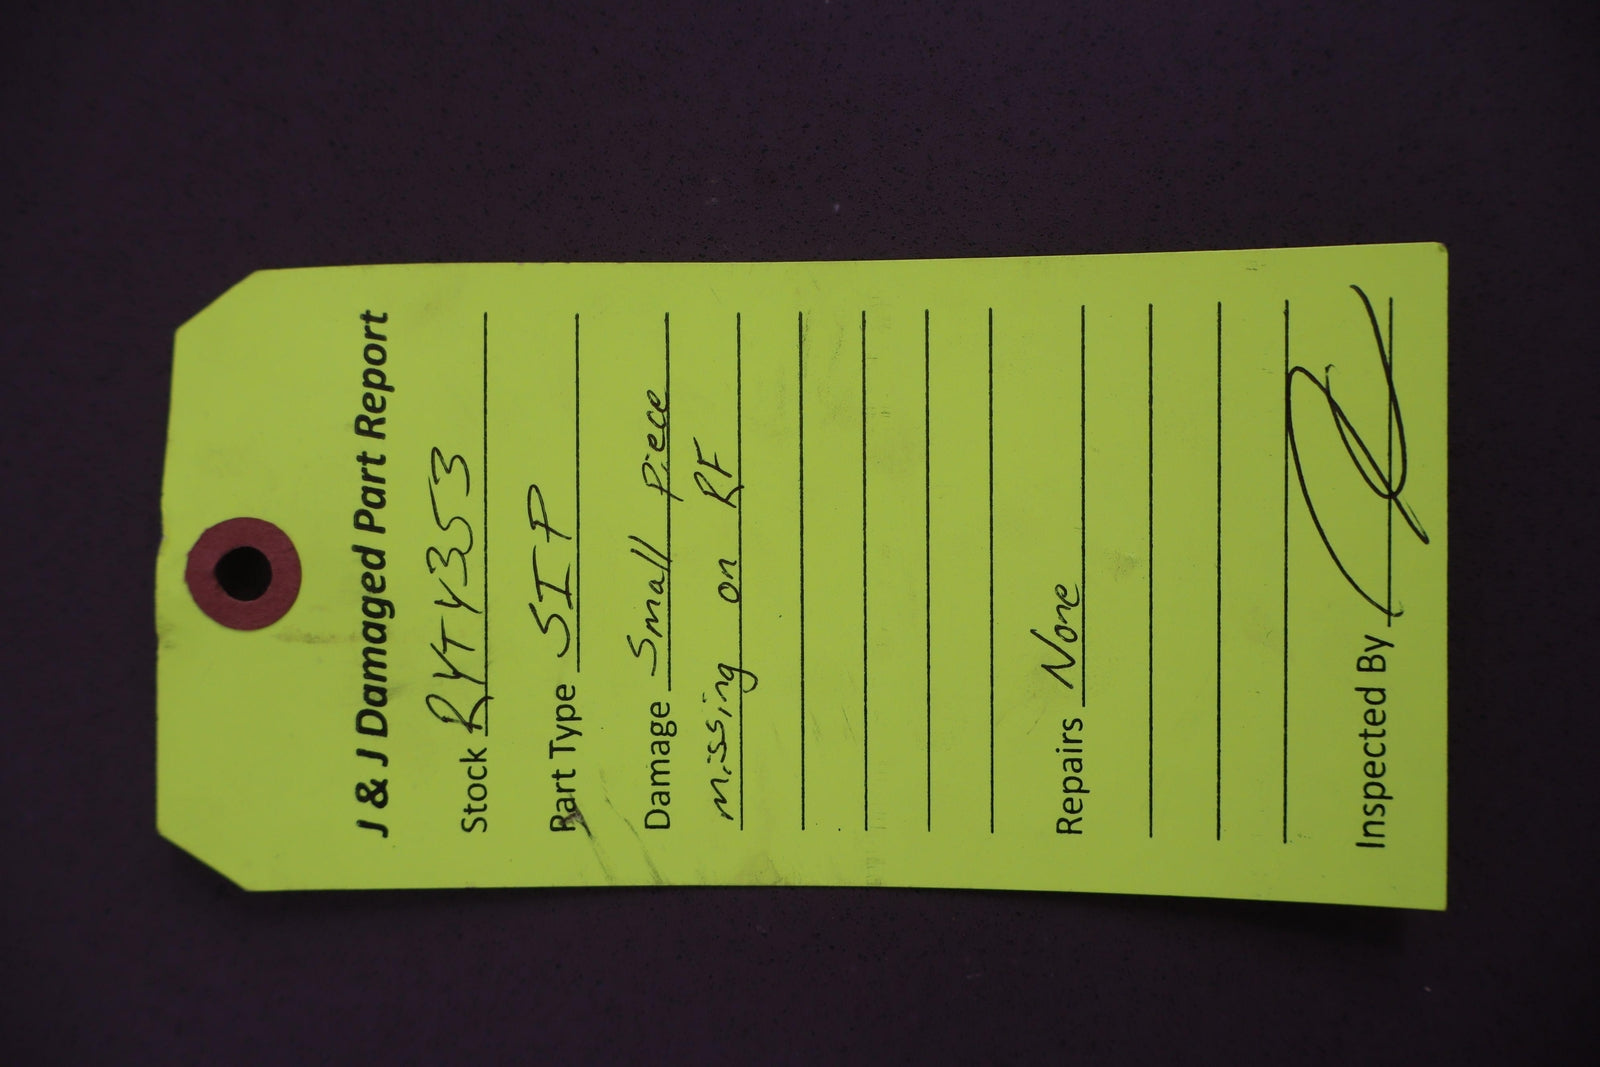 J & J Damaged Part Report
Stock RYTY353
Part Type SIP
Damage Small Piece
missing on RF
Repairs None
Inspected By